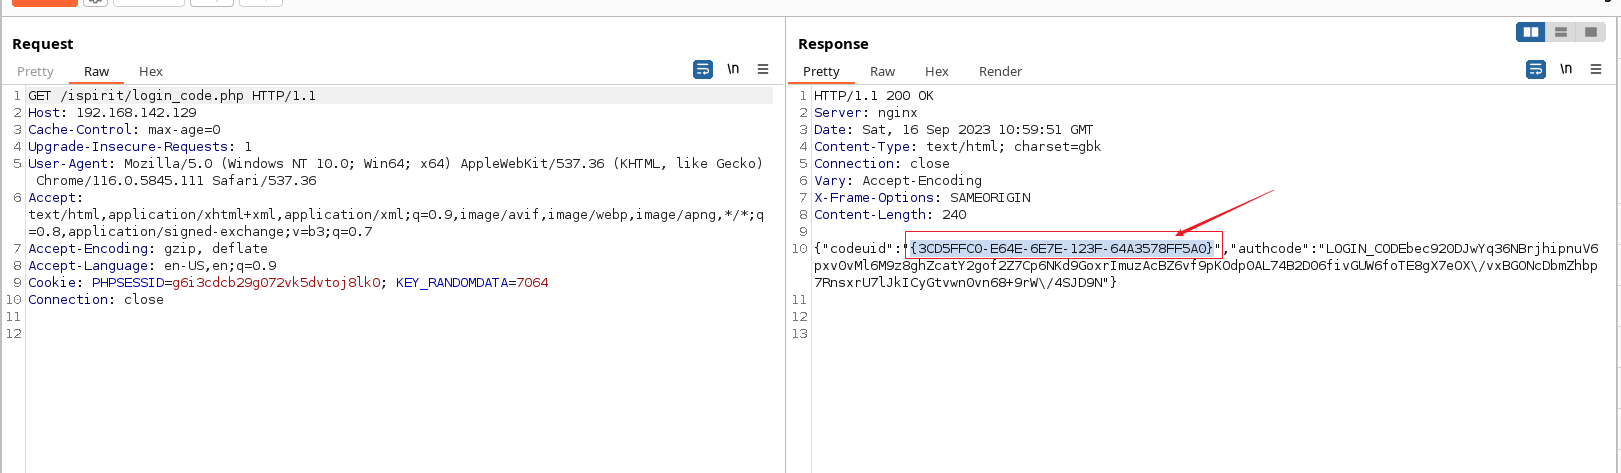 Request
Pretty Raw Hex \n
1 GET /ispirit/login_code.php HTTP/1.1
2 Host: 192.168.142.129
3 Cache-Control: max-age=0
4 Upgrade-Insecure-Requests: 1
5 User-Agent: Mozilla/5.0 (Windows NT 10.0; Win64; x64) AppleWebKit/537.36 (KHTML, like Gecko)
Chrome/116.0.5845.111 Safari/537.36
6 Accept:
text/html,application/xhtml+xml,application/xml;q=0.9,image/avif,image/webp,image/apng,*/*;q
=0.8,application/signed-exchange;v=b3;q=0.7
7 Accept-Encoding: gzip, deflate
8 Accept-Language: en-US,en;q=0.9
9 Cookie: PHPSESSID=g6i3cdcb29g072vk5dvtoj8lk0; KEY_RANDOMDATA=7064
10 Connection: close
11
12
Response
Pretty Raw Hex Render \n
1 HTTP/1.1 200 OK
2 Server: nginx
3 Date: Sat, 16 Sep 2023 10:59:51 GMT
4 Content-Type: text/html; charset=gbk
5 Connection: close
6 Vary: Accept-Encoding
7 X-Frame-Options: SAMEORIGIN
8 Content-Length: 240
9
10 {"codeuid":"{3CD5FFC0-E64E-6E7E-123F-64A3578FF5A0}","authcode":"LOGIN_CODEbec920DJwYq36NBrjhipnuV6
pxv0vMl6M9z8ghZcatY2gof2Z7Cp6NKd9GoxrImuzAcBZ6vf9pKOdp0AL74B2D06fivGUW6foTE8gX7eOX\/vxBGONcDbmZhbp
7RnsxrU7lJkICyGtvwn0vn68+9rW\/4SJD9N"}
11
12
13